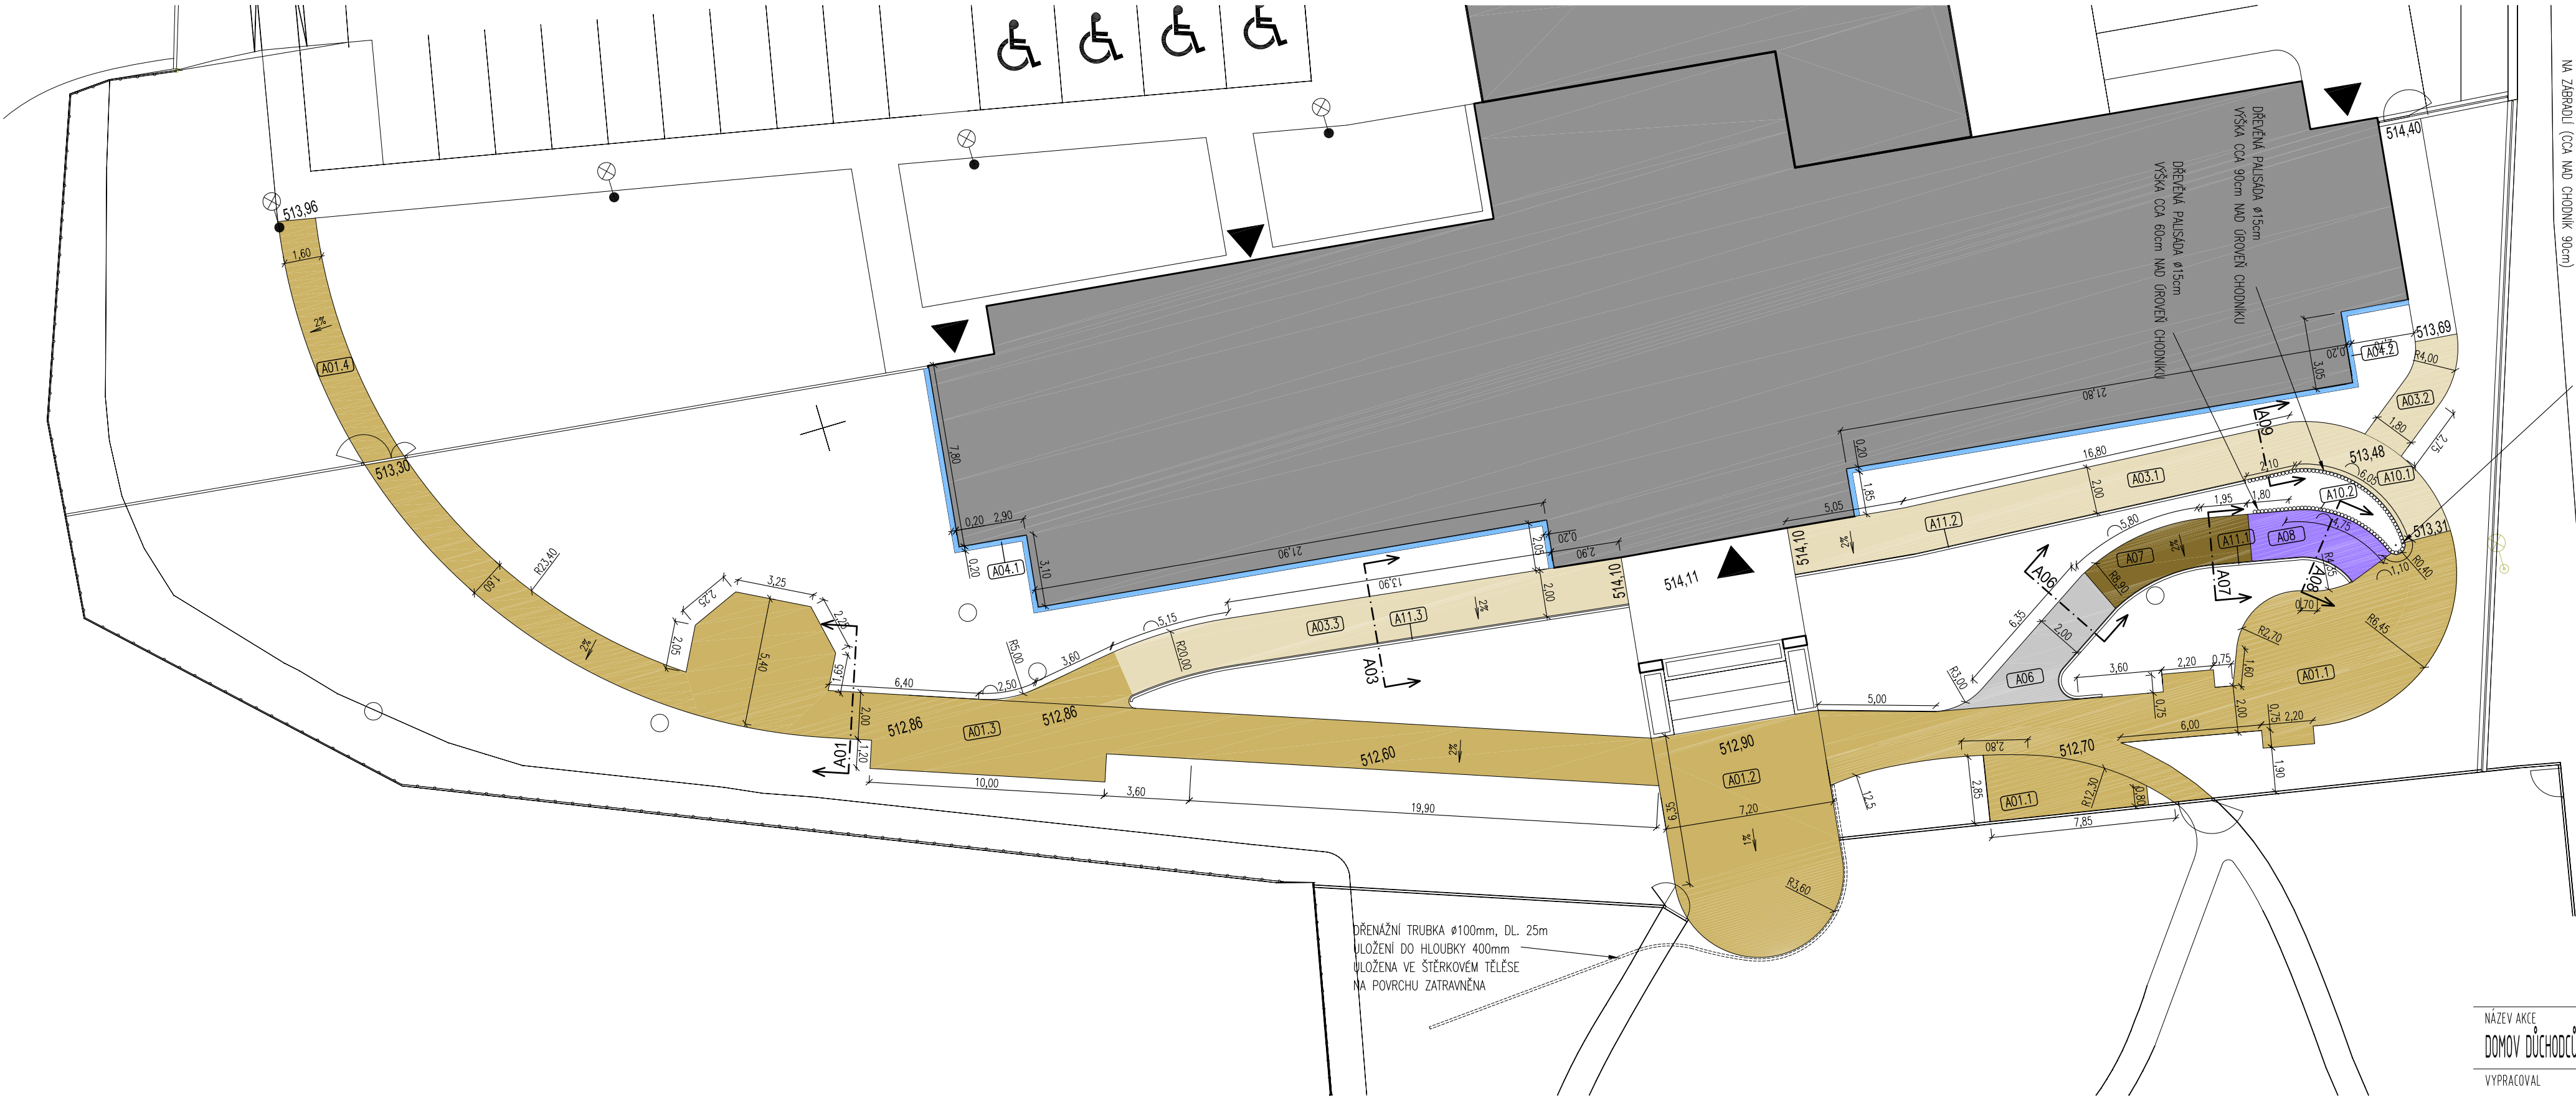 NA ZÁBRADLÍ (CCA NAD CHODNÍK 90cm)
DŘEVĚNÁ PALISÁDA ø15cm
VÝŠKA CCA 90cm NAD ÚROVEŇ CHODNÍKU
DŘEVĚNÁ PALISÁDA ø15cm
VÝŠKA CCA 60cm NAD ÚROVEŇ CHODNÍKU
514,40
513,96
1,60
2%
A01.4
513,30
R23,40
1,60
2%
2,05
2,25
3,25
2,25
1,65
5,40
7,80
0,20
2,90
0,20
A04.1
3,10
21,90
2,05
0,20
2,90
13,90
2,00
514,10
A03
A03.3
A11.3
2%
5,15
R20,00
3,60
R5,00
2,50
6,40
2,00
A01
1,20
512,86
A01.3
512,86
10,00
3,60
19,90
512,60
2%
514,11
514,10
2%
5,05
1,85
0,20
21,80
16,80
2,00
A03.1
A11.2
3,05
0,20
A04.2
513,69
R4,00
A03.2
1,80
2,75
513,48
A10.1
6,05
A10.2
2,10
A09
1,80
1,95
5,80
4,75
A08
A11.1
A07
2%
R8,90
A07
A08
513,31
R0,40
1,10
0,70
R2,70
R6,45
A01.1
1,60
A06
6,35
2,00
A06
R3,00
3,60
2,20
0,75
0,75
2,00
0,75
2,20
6,00
1,90
5,00
512,90
A01.2
7,20
6,35
1%
R3,60
12,5
2,80
512,70
2,85
A01.1
R12,30
0,80
7,85
DŘENÁŽNÍ TRUBKA ø100mm, DL. 25m
ULOŽENÍ DO HLOUBKY 400mm
ULOŽENA VE ŠTĚRKOVÉM TĚLĚSE
NA POVRCHU ZATRAVNĚNA
NÁZEV AKCE
DOMOV DŮCHODCŮ
VYPRACOVAL